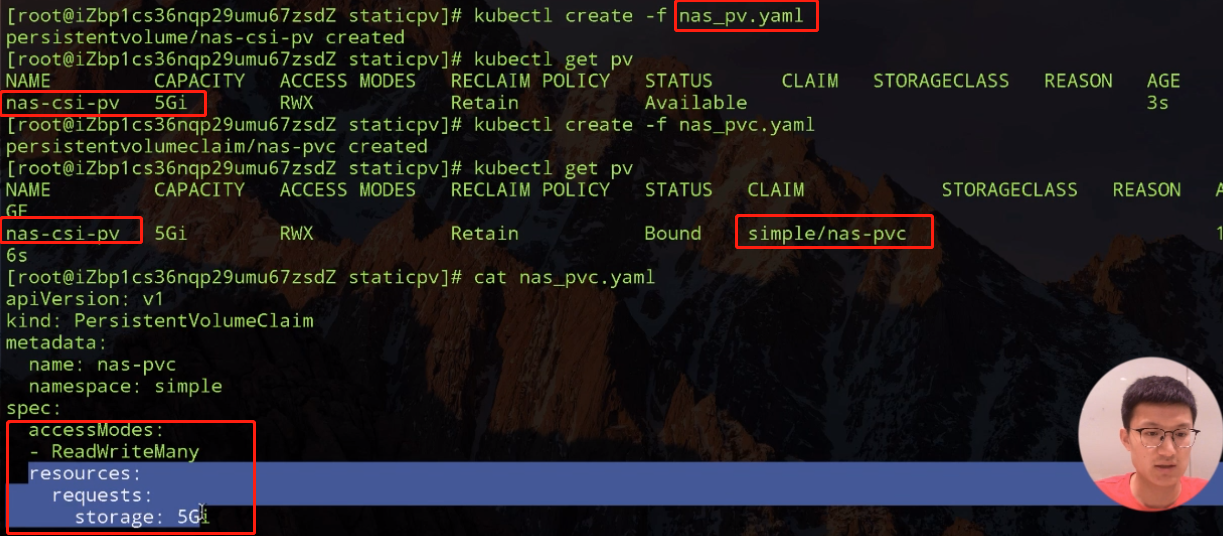 [root@iZbp1cs36nqp29umu67zsdZ staticpv]# kubectl create -f nas_pv.yaml
persistentvolume/nas-csi-pv created
[root@iZbp1cs36nqp29umu67zsdZ staticpv]# kubectl get pv
NAME CAPACITY ACCESS MODES RECLAIM POLICY STATUS CLAIM STORAGECLASS REASON AGE
nas-csi-pv 5Gi RWX Retain Available 3s
[root@iZbp1cs36nqp29umu67zsdZ staticpv]# kubectl create -f nas_pvc.yaml
persistentvolumeclaim/nas-pvc created
[root@iZbp1cs36nqp29umu67zsdZ staticpv]# kubectl get pv
NAME CAPACITY ACCESS MODES RECLAIM POLICY STATUS CLAIM STORAGECLASS REASON A
GE
nas-csi-pv 5Gi RWX Retain Bound simple/nas-pvc 1
6s
[root@iZbp1cs36nqp29umu67zsdZ staticpv]# cat nas_pvc.yaml
apiVersion: v1
kind: PersistentVolumeClaim
metadata:
  name: nas-pvc
  namespace: simple
spec:
  accessModes:
  - ReadWriteMany
  resources:
    requests:
      storage: 5Gi